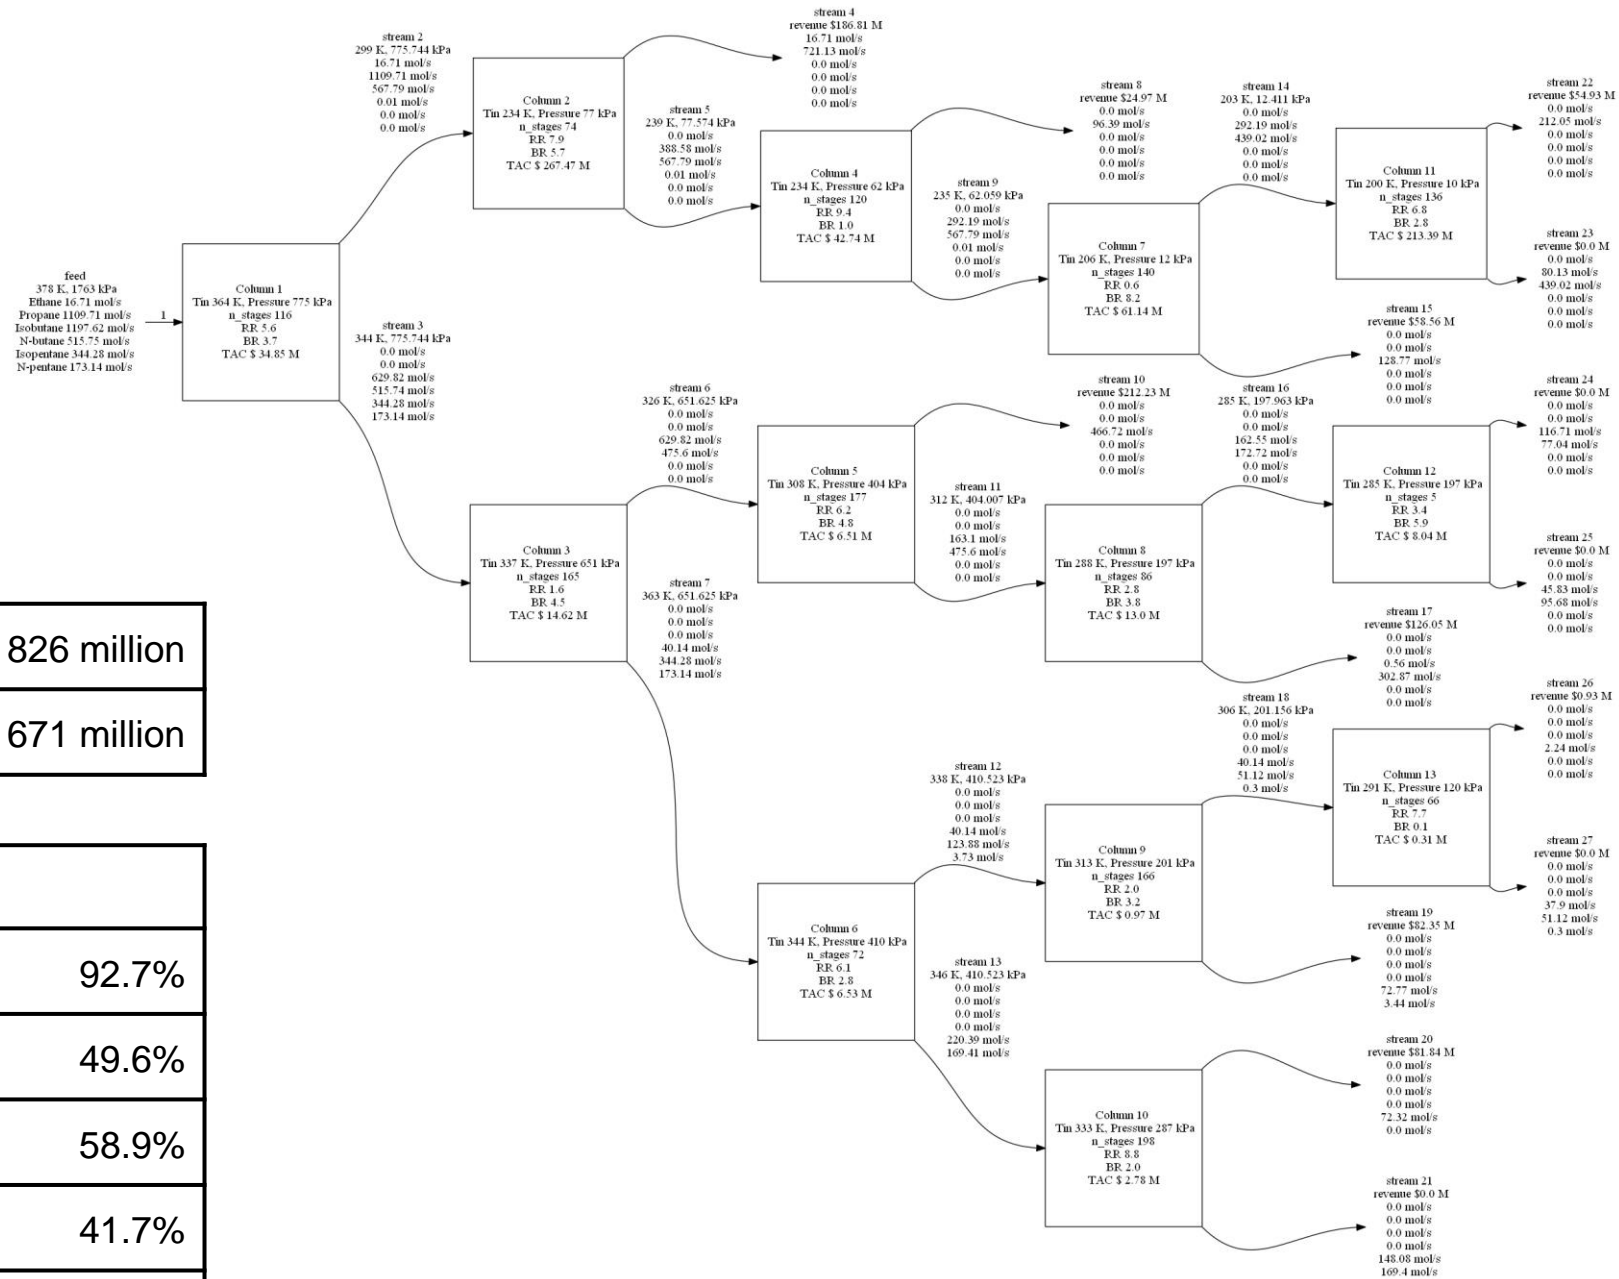 feed
378 K, 1763 kPa
Ethane 16.71 mol/s
Propane 1109.71 mol/s
Isobutane 1197.62 mol/s
N-butane 515.75 mol/s
Isopentane 344.28 mol/s
N-pentane 173.14 mol/s
1
Column 1
Tin 364 K, Pressure 775 kPa
n_stages 116
RR 5.6
BR 3.7
TAC $ 34.85 M
stream 2
299 K, 775.744 kPa
16.71 mol/s
1109.71 mol/s
567.79 mol/s
0.01 mol/s
0.0 mol/s
0.0 mol/s
stream 3
344 K, 775.744 kPa
0.0 mol/s
0.0 mol/s
629.82 mol/s
515.74 mol/s
344.28 mol/s
173.14 mol/s
Column 2
Tin 234 K, Pressure 77 kPa
n_stages 74
RR 7.9
BR 5.7
TAC $ 267.47 M
Column 3
Tin 337 K, Pressure 651 kPa
n_stages 165
RR 1.6
BR 4.5
TAC $ 14.62 M
stream 4
revenue $186.81 M
16.71 mol/s
721.13 mol/s
0.0 mol/s
0.0 mol/s
0.0 mol/s
0.0 mol/s
stream 5
239 K, 77.574 kPa
0.0 mol/s
388.58 mol/s
567.79 mol/s
0.01 mol/s
0.0 mol/s
0.0 mol/s
stream 6
326 K, 651.625 kPa
0.0 mol/s
0.0 mol/s
629.82 mol/s
475.6 mol/s
0.0 mol/s
0.0 mol/s
stream 7
363 K, 651.625 kPa
0.0 mol/s
0.0 mol/s
0.0 mol/s
40.14 mol/s
344.28 mol/s
173.14 mol/s
Column 4
Tin 234 K, Pressure 62 kPa
n_stages 120
RR 9.4
BR 1.0
TAC $ 42.74 M
Column 5
Tin 308 K, Pressure 404 kPa
n_stages 177
RR 6.2
BR 4.8
TAC $ 6.51 M
Column 6
Tin 344 K, Pressure 410 kPa
n_stages 72
RR 6.1
BR 2.8
TAC $ 6.53 M
stream 8
revenue $24.97 M
0.0 mol/s
96.39 mol/s
0.0 mol/s
0.0 mol/s
0.0 mol/s
0.0 mol/s
stream 9
235 K, 62.059 kPa
0.0 mol/s
292.19 mol/s
567.79 mol/s
0.01 mol/s
0.0 mol/s
0.0 mol/s
stream 10
revenue $212.23 M
0.0 mol/s
0.0 mol/s
466.72 mol/s
0.0 mol/s
0.0 mol/s
0.0 mol/s
stream 11
312 K, 404.007 kPa
0.0 mol/s
0.0 mol/s
163.1 mol/s
475.6 mol/s
0.0 mol/s
0.0 mol/s
stream 12
338 K, 410.523 kPa
0.0 mol/s
0.0 mol/s
0.0 mol/s
40.14 mol/s
123.88 mol/s
3.73 mol/s
stream 13
346 K, 410.523 kPa
0.0 mol/s
0.0 mol/s
0.0 mol/s
0.0 mol/s
220.39 mol/s
169.41 mol/s
Column 7
Tin 206 K, Pressure 12 kPa
n_stages 140
RR 0.6
BR 8.2
TAC $ 61.14 M
Column 8
Tin 288 K, Pressure 197 kPa
n_stages 86
RR 2.8
BR 3.8
TAC $ 13.0 M
Column 9
Tin 313 K, Pressure 201 kPa
n_stages 166
RR 2.0
BR 3.2
TAC $ 0.97 M
Column 10
Tin 333 K, Pressure 287 kPa
n_stages 198
RR 8.8
BR 2.0
TAC $ 2.78 M
stream 14
203 K, 12.411 kPa
0.0 mol/s
292.19 mol/s
439.02 mol/s
0.0 mol/s
0.0 mol/s
0.0 mol/s
stream 15
revenue $58.56 M
0.0 mol/s
0.0 mol/s
128.77 mol/s
0.0 mol/s
0.0 mol/s
0.0 mol/s
stream 16
285 K, 197.963 kPa
0.0 mol/s
0.0 mol/s
162.55 mol/s
172.72 mol/s
0.0 mol/s
0.0 mol/s
stream 17
revenue $126.05 M
0.0 mol/s
0.0 mol/s
0.56 mol/s
302.87 mol/s
0.0 mol/s
0.0 mol/s
stream 18
306 K, 201.156 kPa
0.0 mol/s
0.0 mol/s
0.0 mol/s
40.14 mol/s
51.12 mol/s
0.3 mol/s
stream 19
revenue $82.35 M
0.0 mol/s
0.0 mol/s
0.0 mol/s
0.0 mol/s
72.77 mol/s
3.44 mol/s
stream 20
revenue $81.84 M
0.0 mol/s
0.0 mol/s
0.0 mol/s
0.0 mol/s
72.32 mol/s
0.0 mol/s
stream 21
revenue $0.0 M
0.0 mol/s
0.0 mol/s
0.0 mol/s
0.0 mol/s
148.08 mol/s
169.4 mol/s
Column 11
Tin 200 K, Pressure 10 kPa
n_stages 136
RR 6.8
BR 2.8
TAC $ 213.39 M
Column 12
Tin 285 K, Pressure 197 kPa
n_stages 5
RR 3.4
BR 5.9
TAC $ 8.04 M
Column 13
Tin 291 K, Pressure 120 kPa
n_stages 66
RR 7.7
BR 0.1
TAC $ 0.31 M
stream 22
revenue $54.93 M
0.0 mol/s
212.05 mol/s
0.0 mol/s
0.0 mol/s
0.0 mol/s
0.0 mol/s
stream 23
revenue $0.0 M
0.0 mol/s
80.13 mol/s
439.02 mol/s
0.0 mol/s
0.0 mol/s
0.0 mol/s
stream 24
revenue $0.0 M
0.0 mol/s
0.0 mol/s
116.71 mol/s
77.04 mol/s
0.0 mol/s
0.0 mol/s
stream 25
revenue $0.0 M
0.0 mol/s
0.0 mol/s
45.83 mol/s
95.68 mol/s
0.0 mol/s
0.0 mol/s
stream 26
revenue $0.93 M
0.0 mol/s
0.0 mol/s
0.0 mol/s
2.24 mol/s
0.0 mol/s
0.0 mol/s
stream 27
revenue $0.0 M
0.0 mol/s
0.0 mol/s
0.0 mol/s
37.9 mol/s
51.12 mol/s
0.3 mol/s
826 million
671 million
92.7%
49.6%
58.9%
41.7%